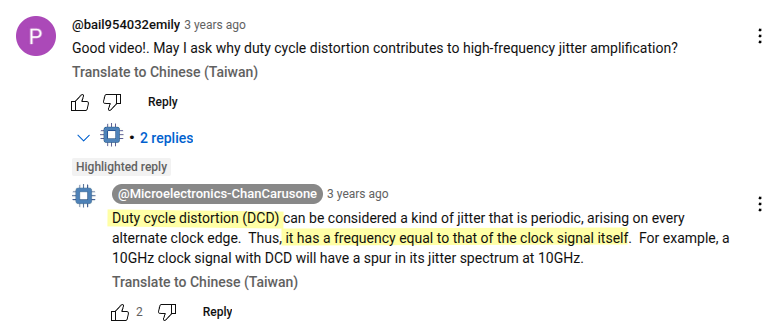 P
@bail954032emily 3 years ago
Good video!. May I ask why duty cycle distortion contributes to high-frequency jitter amplification?
Translate to Chinese (Taiwan)
Reply
• 2 replies
Highlighted reply
@Microelectronics-ChanCarusone 3 years ago
Duty cycle distortion (DCD) can be considered a kind of jitter that is periodic, arising on every
alternate clock edge.  Thus, it has a frequency equal to that of the clock signal itself.  For example, a
10GHz clock signal with DCD will have a spur in its jitter spectrum at 10GHz.
Translate to Chinese (Taiwan)
2 Reply